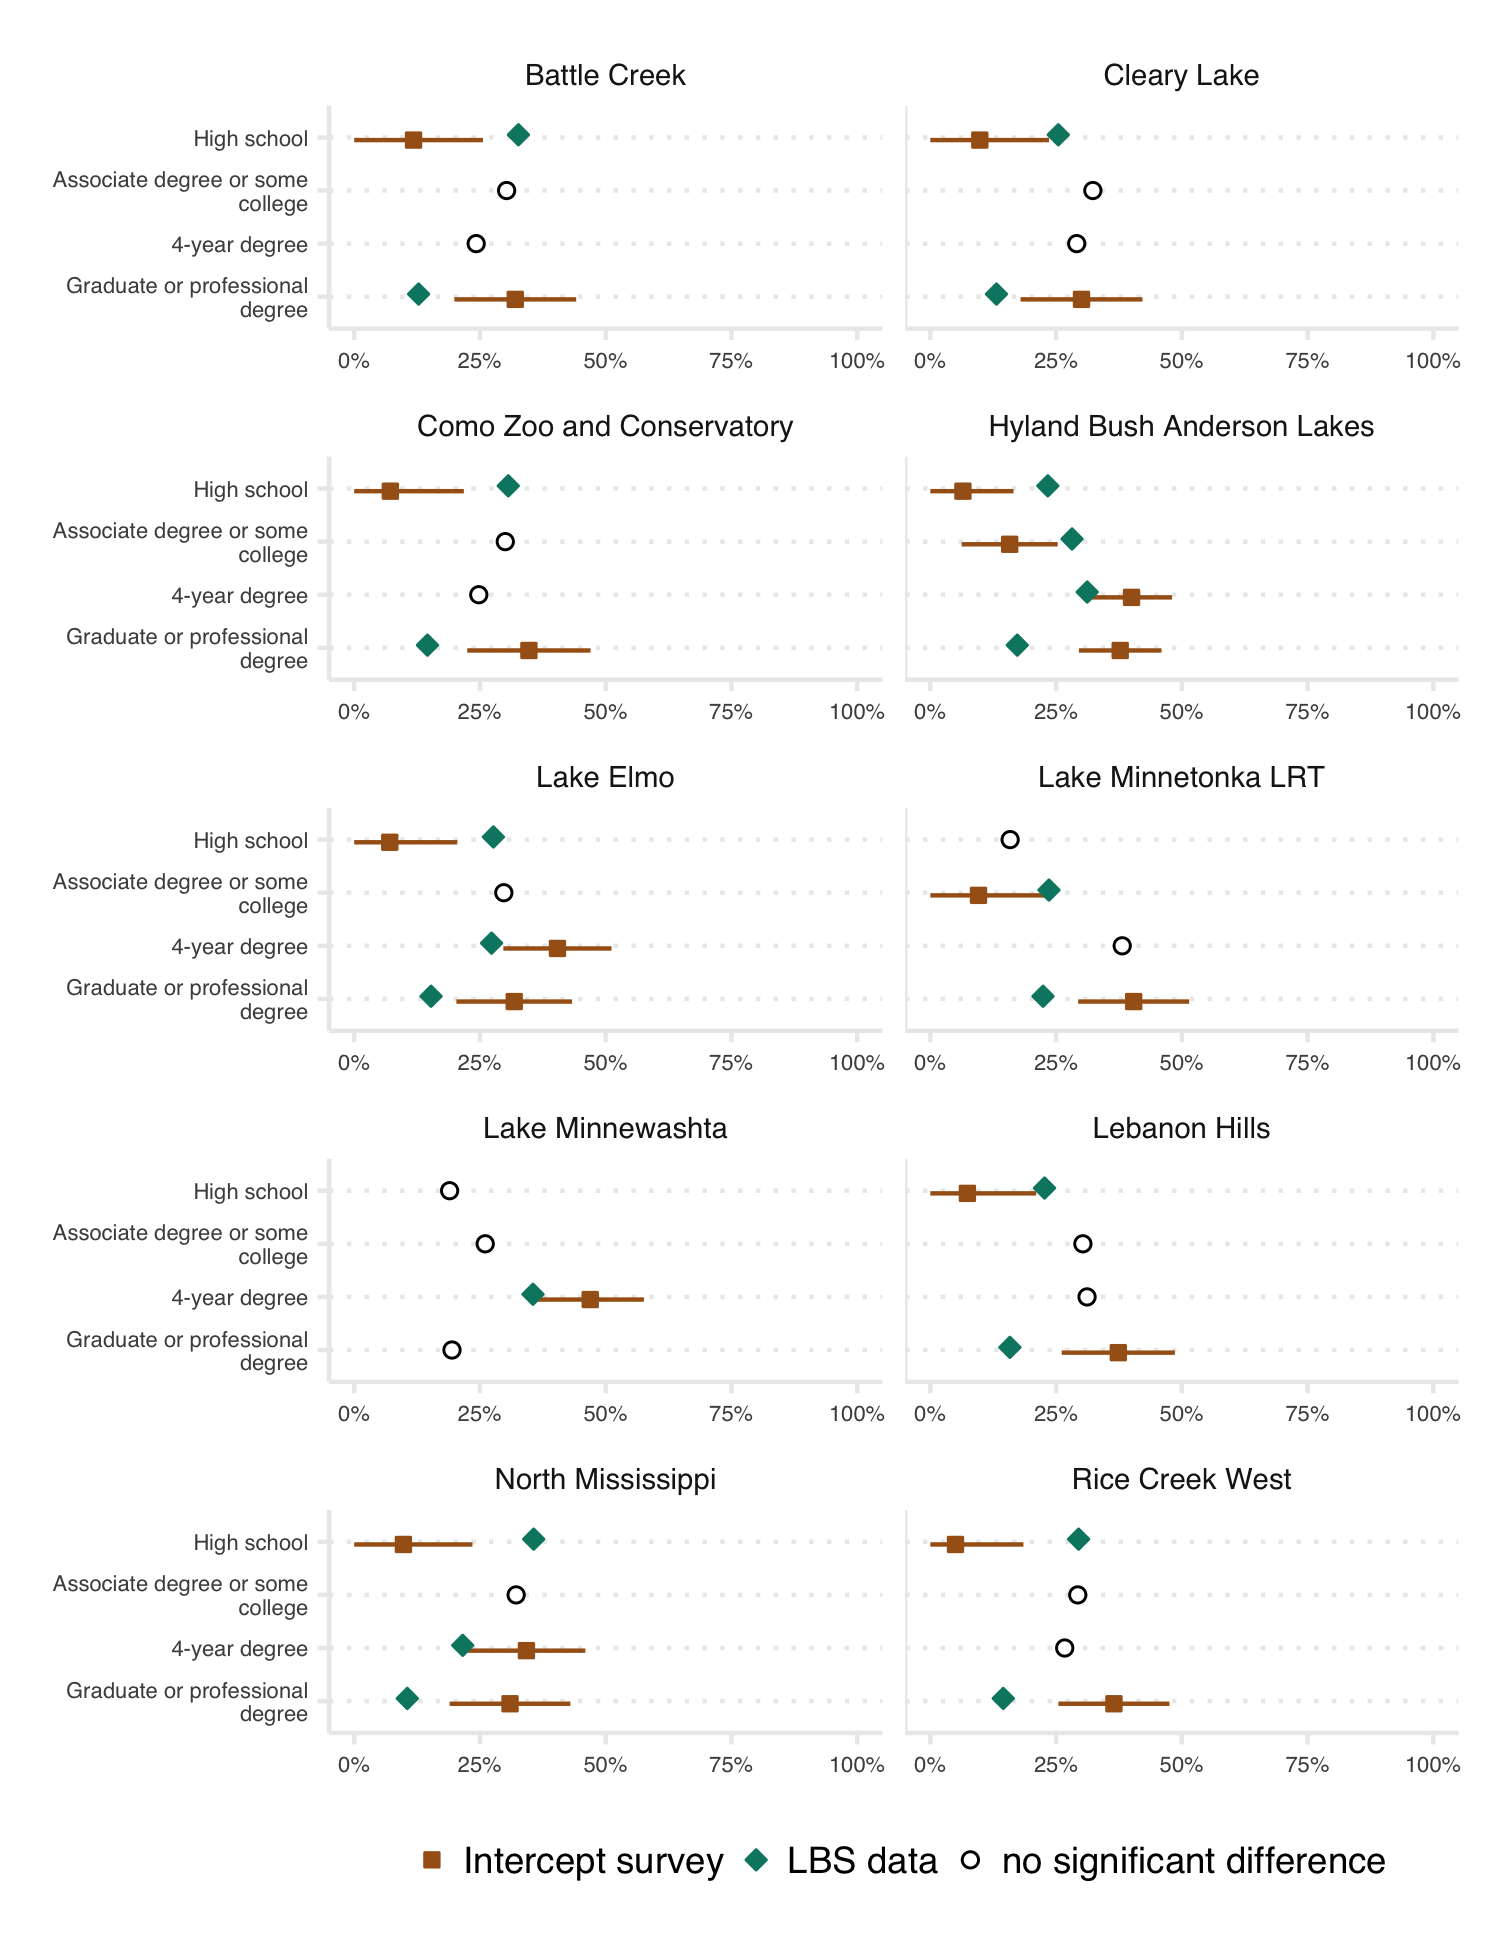 Battle Creek
Cleary Lake
High school
Associate degree or some
college
4-year degree
Graduate or professional
degree
0% 25% 50% 75% 100%
0% 25% 50% 75% 100%
Como Zoo and Conservatory
Hyland Bush Anderson Lakes
High school
Associate degree or some
college
4-year degree
Graduate or professional
degree
0% 25% 50% 75% 100%
0% 25% 50% 75% 100%
Lake Elmo
Lake Minnetonka LRT
High school
Associate degree or some
college
4-year degree
Graduate or professional
degree
0% 25% 50% 75% 100%
0% 25% 50% 75% 100%
Lake Minnewashta
Lebanon Hills
High school
Associate degree or some
college
4-year degree
Graduate or professional
degree
0% 25% 50% 75% 100%
0% 25% 50% 75% 100%
North Mississippi
Rice Creek West
High school
Associate degree or some
college
4-year degree
Graduate or professional
degree
0% 25% 50% 75% 100%
0% 25% 50% 75% 100%
Intercept survey LBS data no significant difference